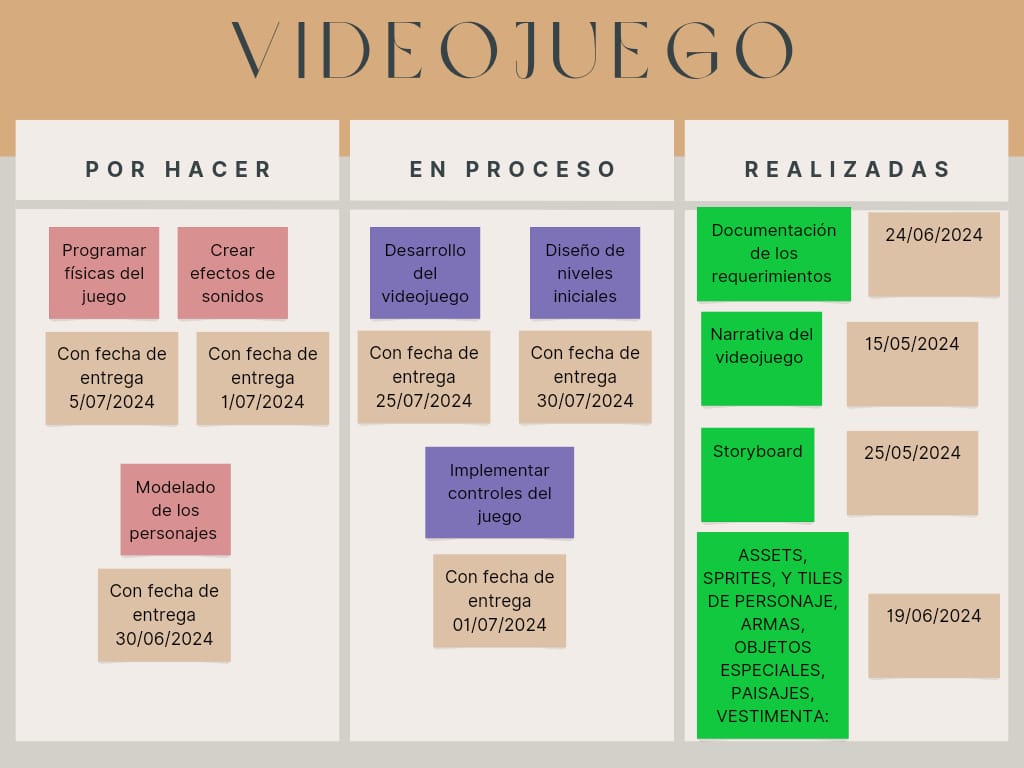 VIDEOJUEGO
POR HACER
Programar
físicas del
juego
Crear
efectos de
sonidos
Con fecha de
entrega
5/07/2024
Con fecha de
entrega
1/07/2024
Modelado
de los
personajes
Con fecha de
entrega
30/06/2024
EN PROCESO
Desarrollo
del
videojuego
Diseño de
niveles
iniciales
Con fecha de
entrega
25/07/2024
Con fecha de
entrega
30/07/2024
Implementar
controles del
juego
Con fecha de
entrega
01/07/2024
REALIZADAS
Documentación
de los
requerimientos
24/06/2024
Narrativa del
videojuego
15/05/2024
Storyboard
25/05/2024
ASSETS,
SPRITES, Y TILES
DE PERSONAJE,
ARMAS,
OBJETOS
ESPECIALES,
PAISAJES,
VESTIMENTA:
19/06/2024